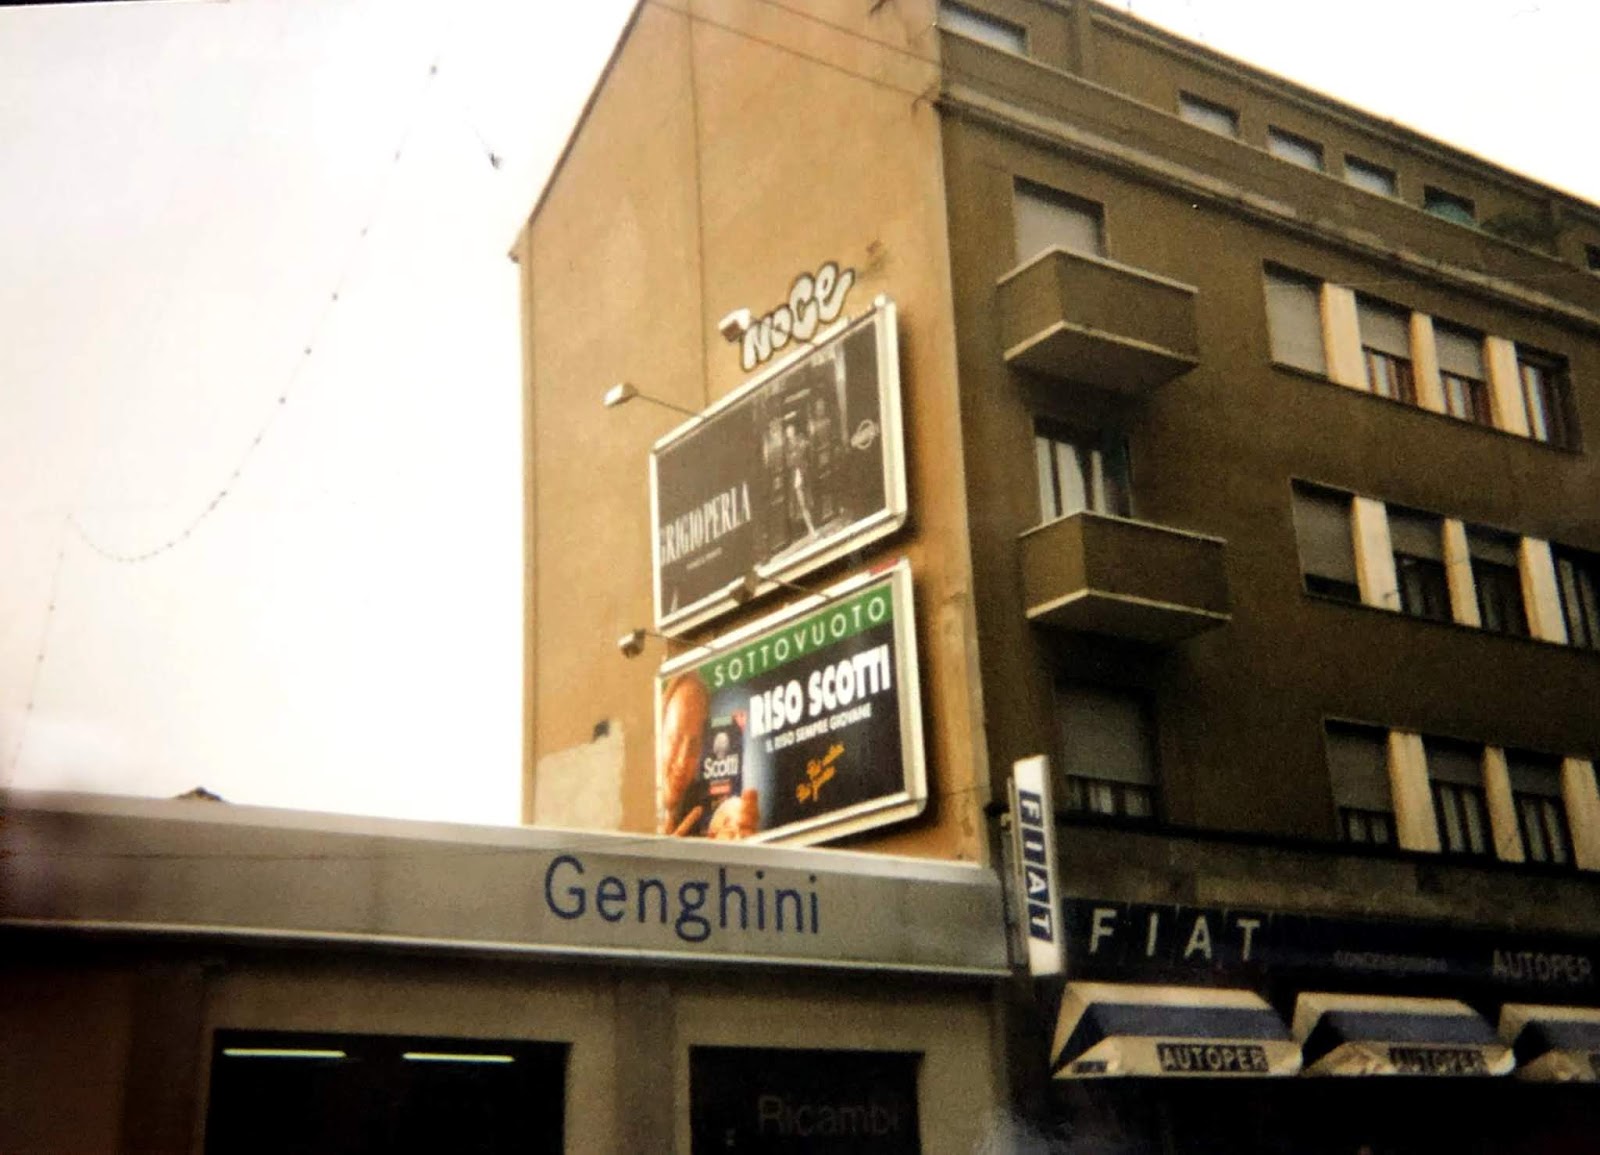 NOCE
GRIGIOPERLA
SOTTOVUOTO
RISO SCOTTI
IL RISO SEMPRE GIOVANE
Scotti
Genghini
FIAT
FIAT
AUTOPER
AUTOPER
AUTOPER
Ricambi